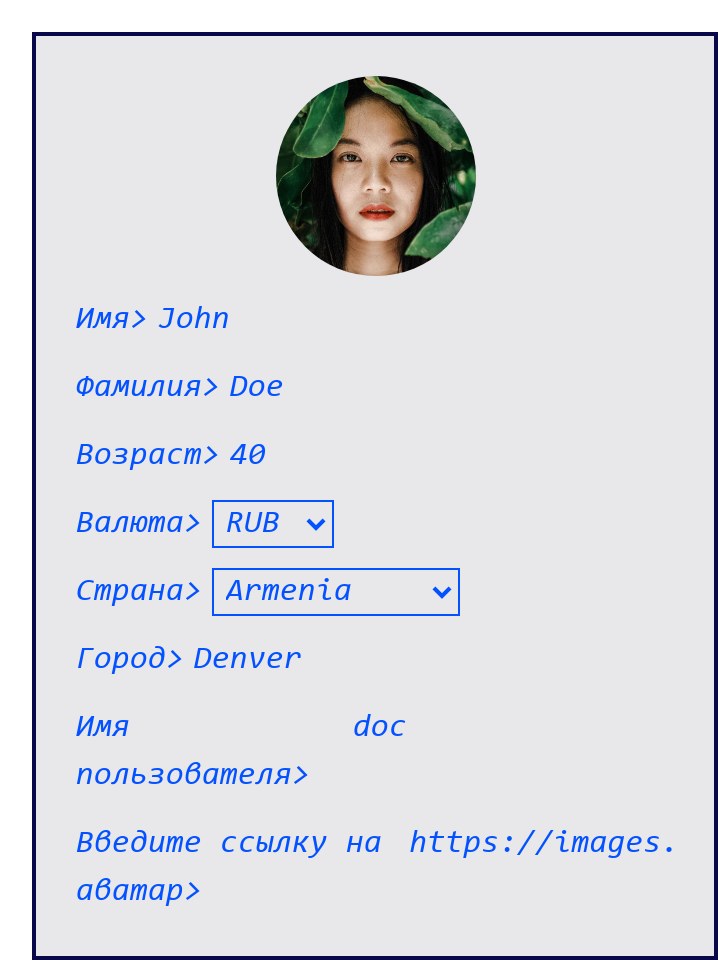 Имя> John
Фамилия> Doe
Возраст> 40
Валюта> RUB
Страна> Armenia
Город> Denver
Имя doc
пользователя>
Введите ссылку на https://images.
аватар>